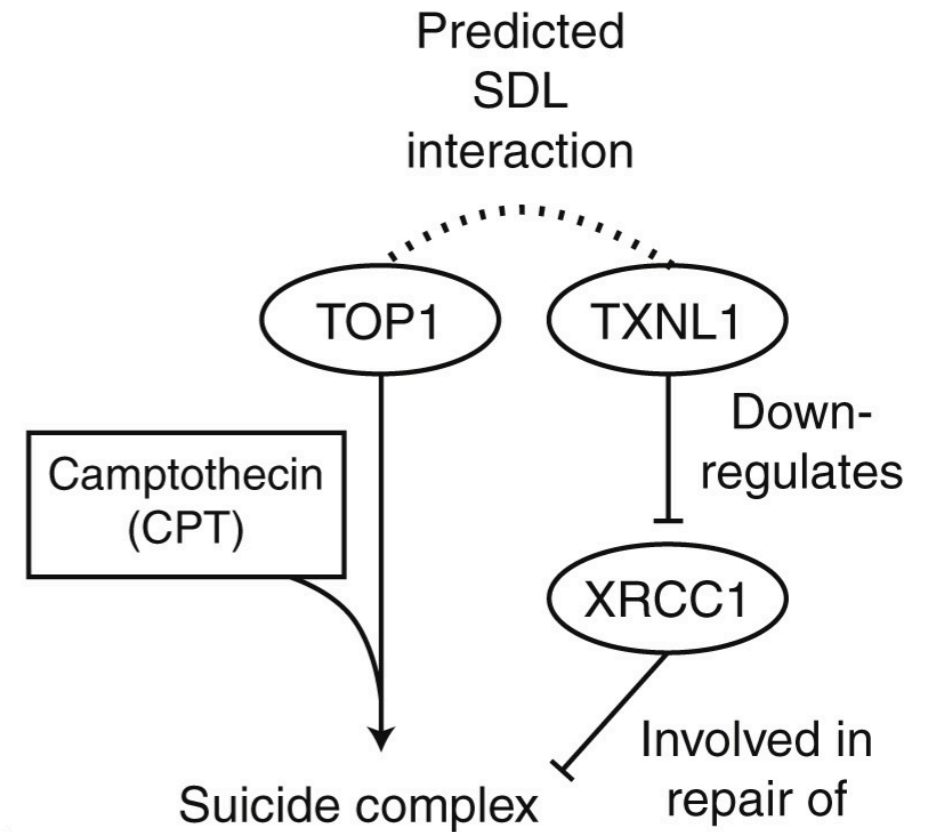 Predicted
SDL
interaction
TOP1
TXNL1
Down-
regulates
Camptothecin
(CPT)
XRCC1
Involved in
repair of
Suicide complex